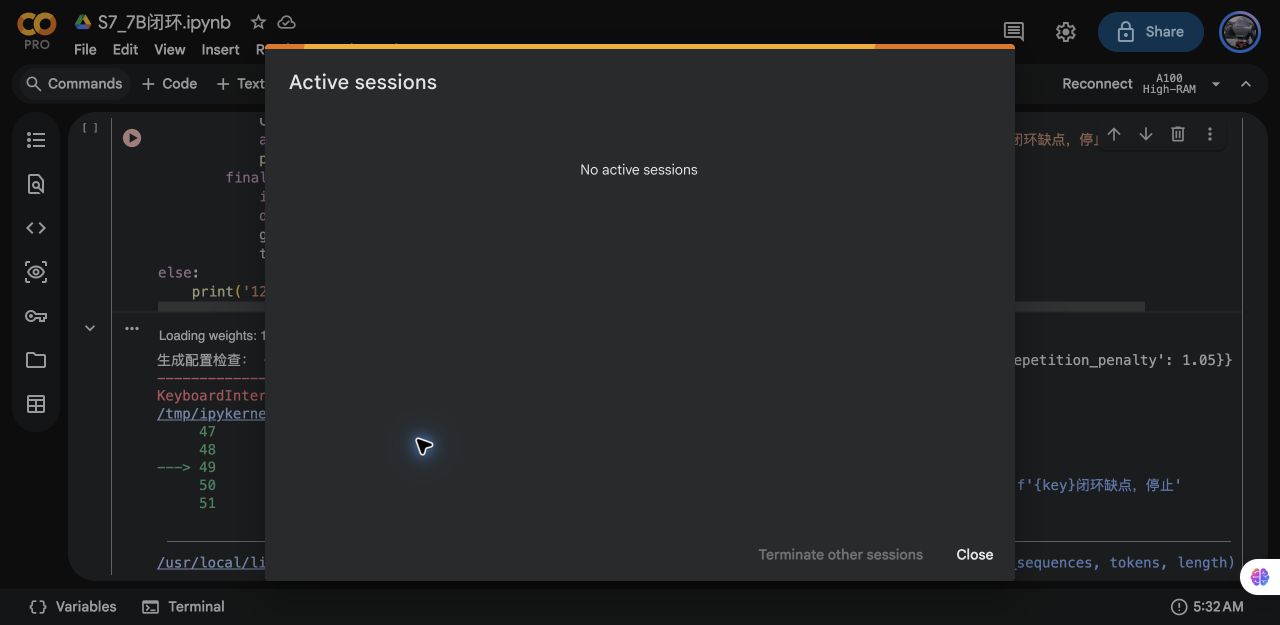 S7_7B闭环.ipynb
PRO
File Edit View Insert
Share
Commands + Code + Text
Reconnect A100 High-RAM
Active sessions
[ ]
闭环缺点, 停止
No active sessions
final
else:
print('12
Loading weights: 1
生成配置检查:
epetition_penalty': 1.05}}
KeyboardInter
/tmp/ipykerne
47
48
---> 49
50
f'{key}闭环缺点, 停止'
51
Terminate other sessions Close
/usr/local/li
_sequences, tokens, length)
{} Variables Terminal
5:32 AM